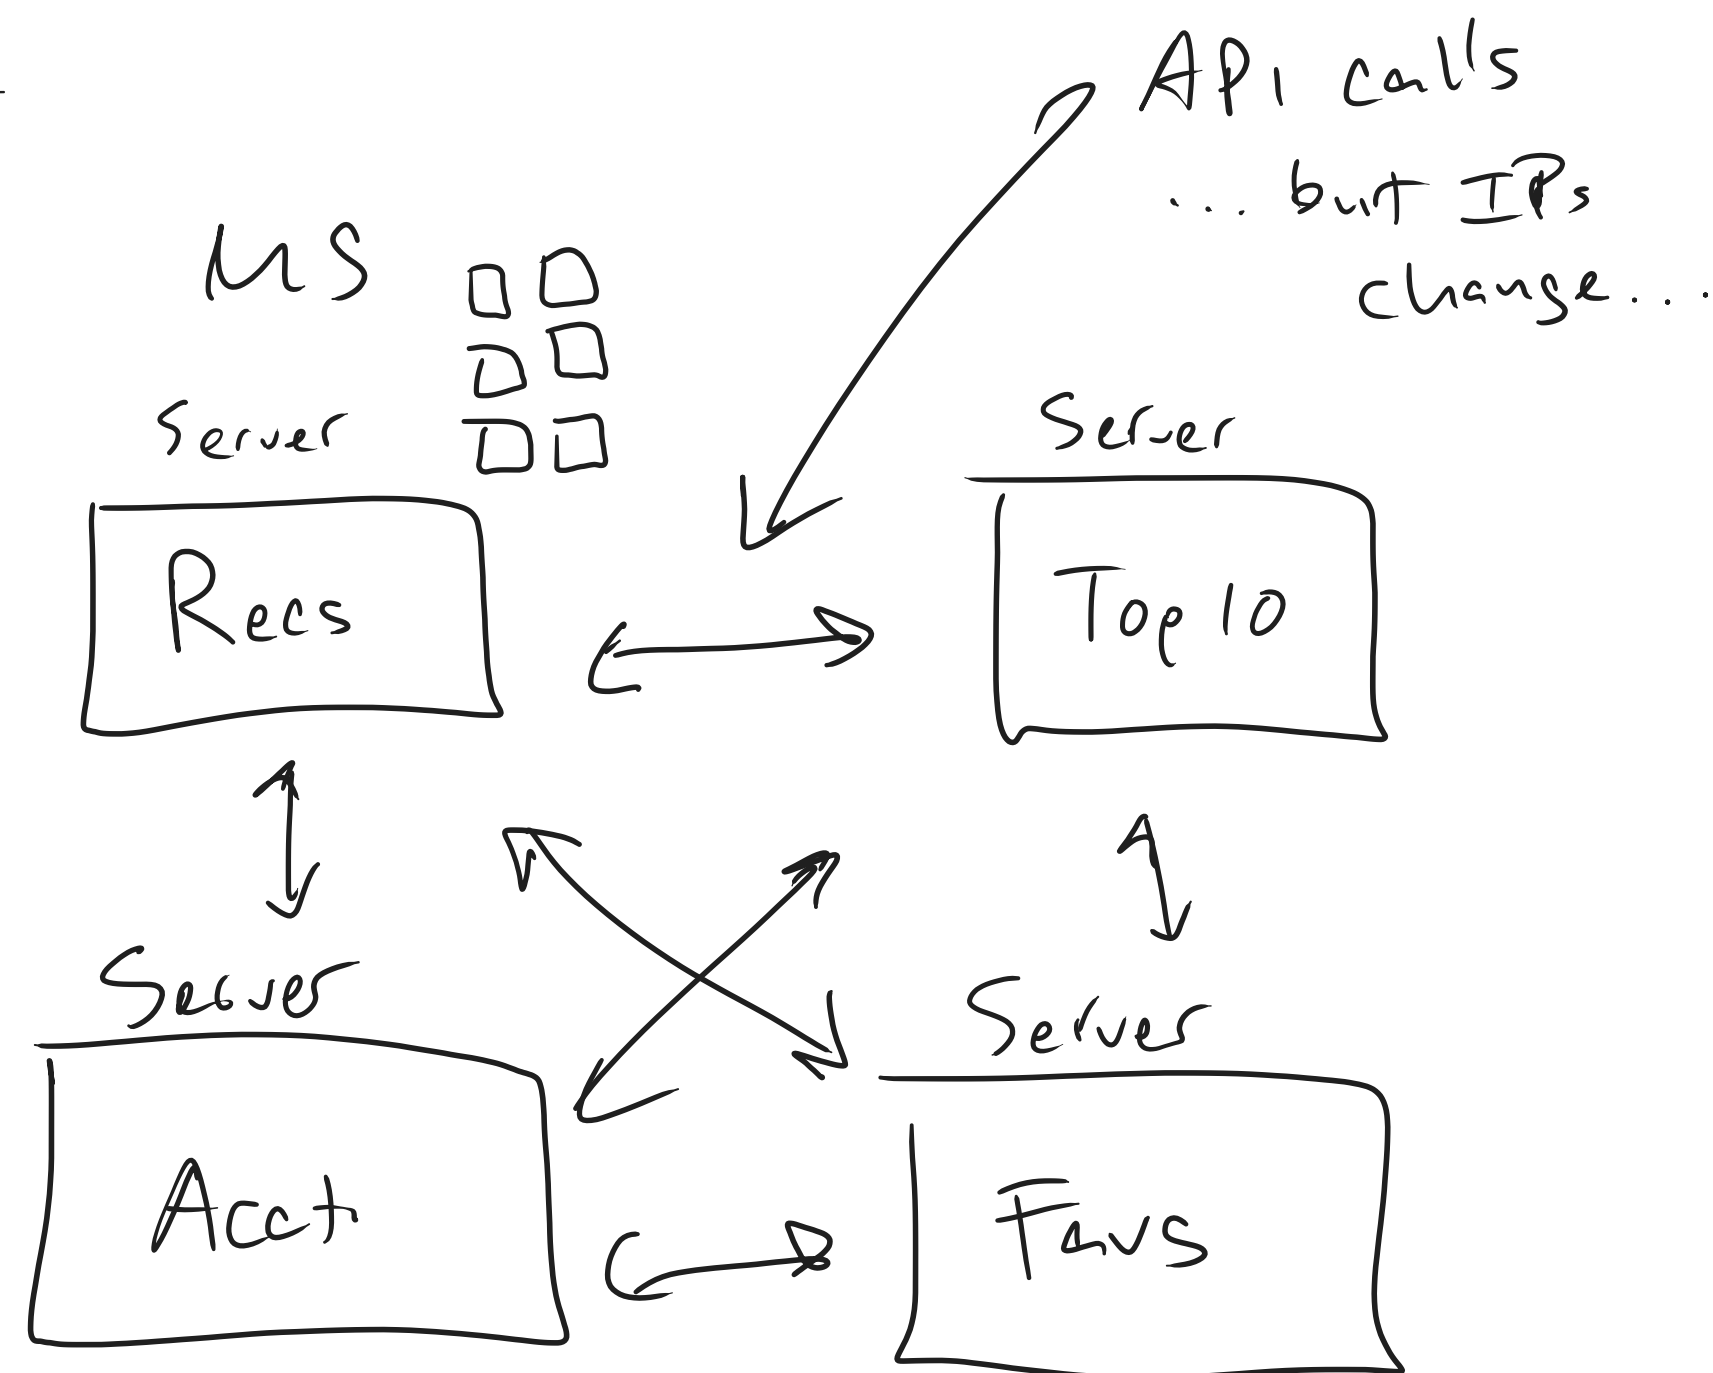 API calls
... but IPs
change...
MS
Server
Server
Recs
Top 10
Server
Server
Acct
Favs